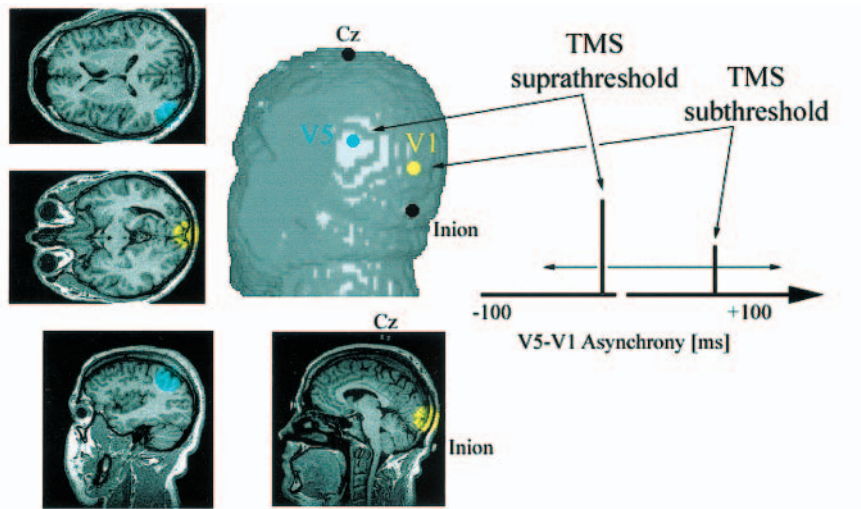 Cz
TMS
suprathreshold
TMS
subthreshold
V5
V1
Inion
-100
+100
V5-V1 Asynchrony [ms]
Cz
Inion